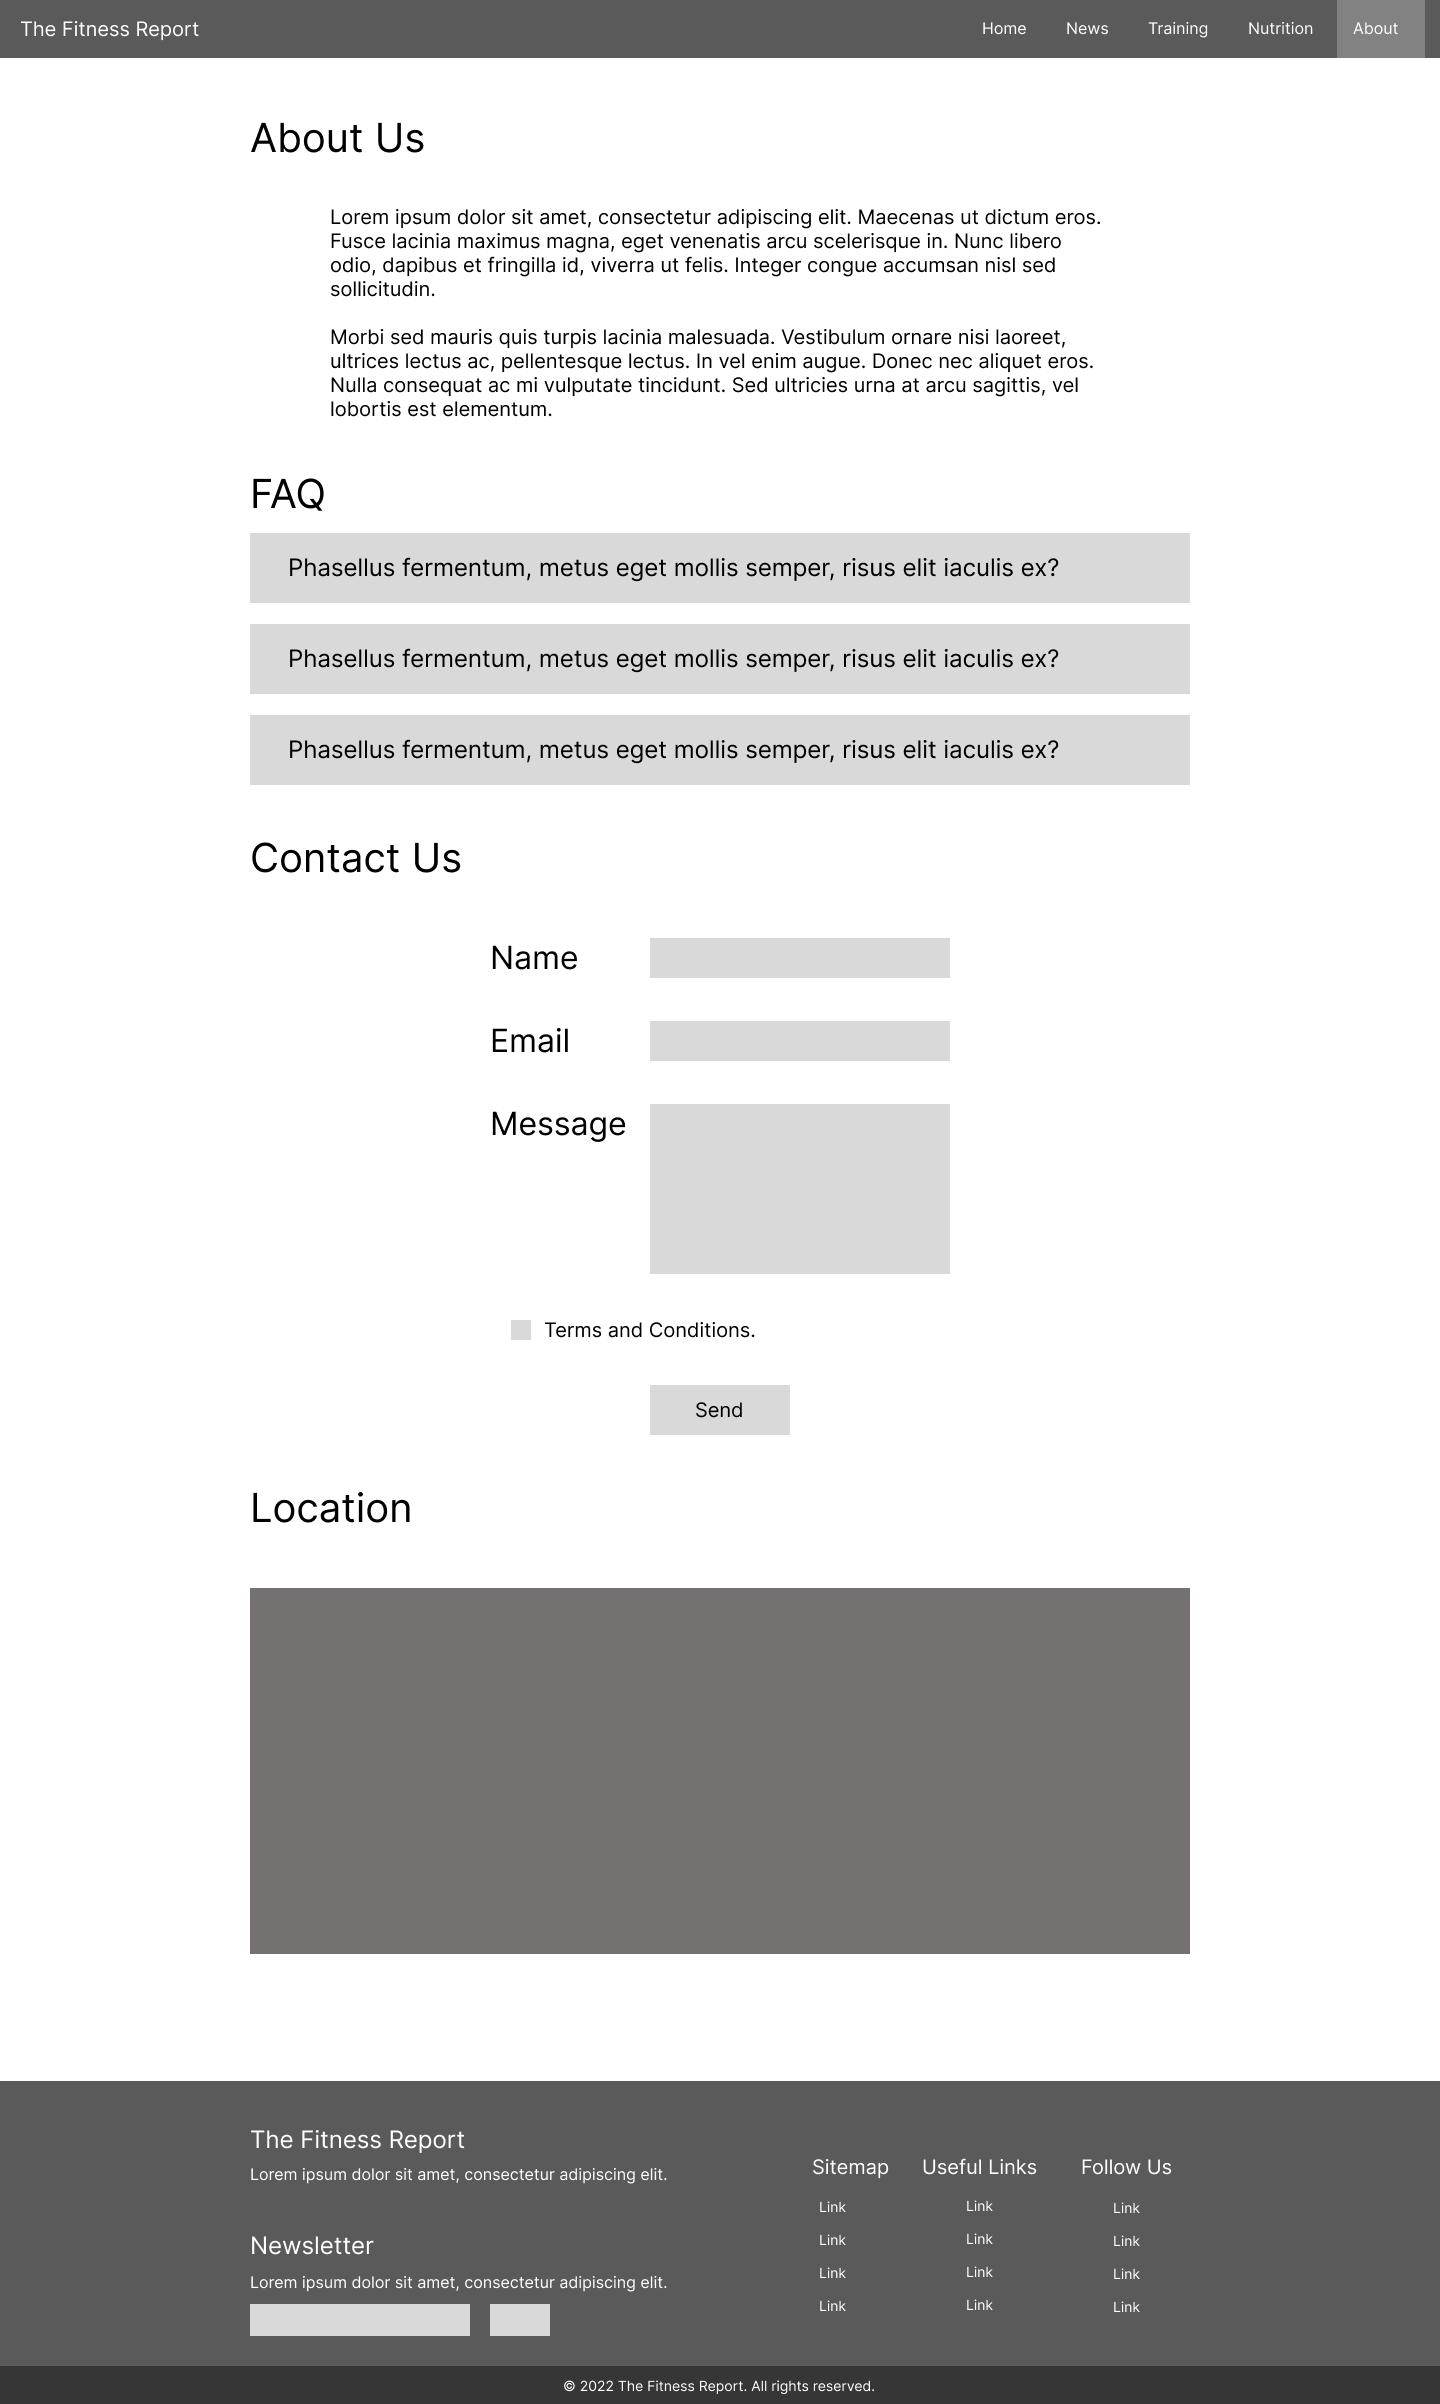 The Fitness Report
Home
News
Training
Nutrition
About
About Us
Lorem ipsum dolor sit amet, consectetur adipiscing elit. Maecenas ut dictum eros.
Fusce lacinia maximus magna, eget venenatis arcu scelerisque in. Nunc libero
odio, dapibus et fringilla id, viverra ut felis. Integer congue accumsan nisl sed
sollicitudin.
Morbi sed mauris quis turpis lacinia malesuada. Vestibulum ornare nisi laoreet,
ultrices lectus ac, pellentesque lectus. In vel enim augue. Donec nec aliquet eros.
Nulla consequat ac mi vulputate tincidunt. Sed ultricies urna at arcu sagittis, vel
lobortis est elementum.
FAQ
Phasellus fermentum, metus eget mollis semper, risus elit iaculis ex?
Phasellus fermentum, metus eget mollis semper, risus elit iaculis ex?
Phasellus fermentum, metus eget mollis semper, risus elit iaculis ex?
Contact Us
Name
Email
Message
Terms and Conditions.
Send
Location
The Fitness Report
Lorem ipsum dolor sit amet, consectetur adipiscing elit.
Newsletter
Lorem ipsum dolor sit amet, consectetur adipiscing elit.
Sitemap
Link
Link
Link
Link
Useful Links
Link
Link
Link
Link
Follow Us
Link
Link
Link
Link
© 2022 The Fitness Report. All rights reserved.